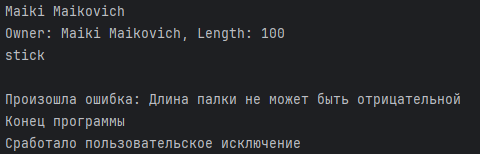 Maiki Maikovich
Owner: Maiki Maikovich, Length: 100
stick
Произошла ошибка: Длина палки не может быть отрицательной
Конец программы
Сработало пользовательское исключение